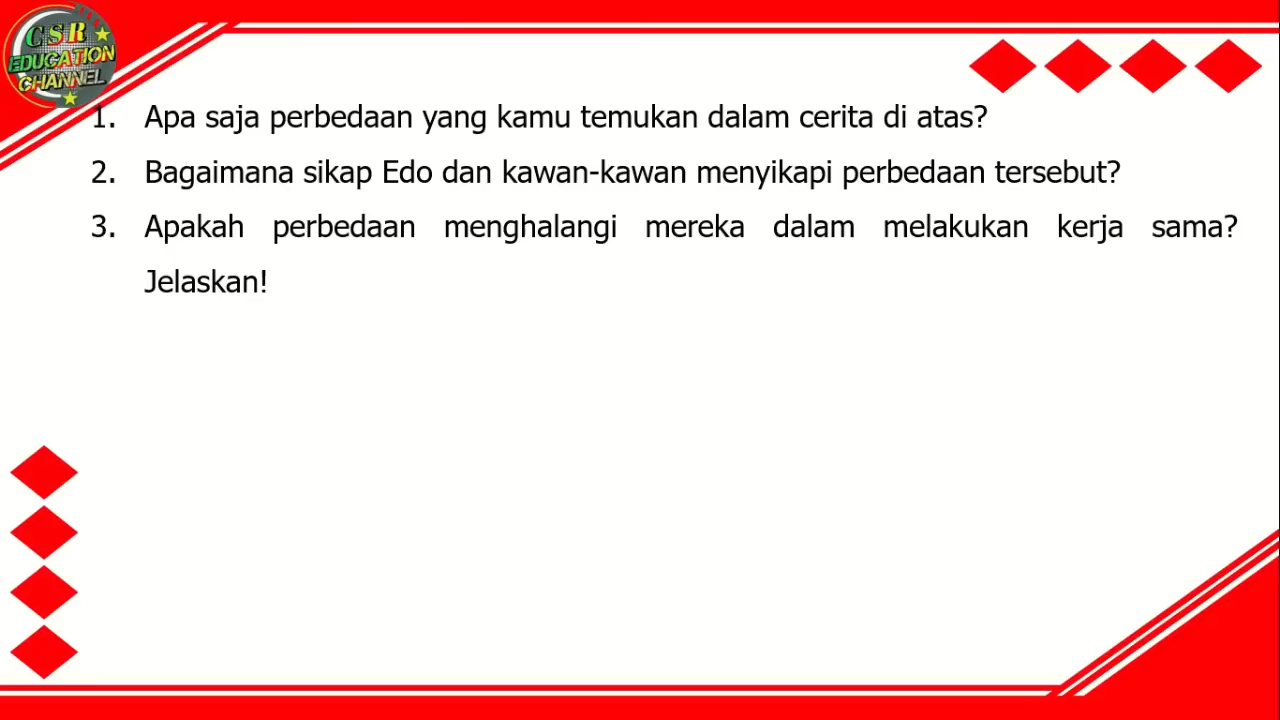 CSR
EDUCATION
CHANNEL
1. Apa saja perbedaan yang kamu temukan dalam cerita di atas?
2. Bagaimana sikap Edo dan kawan-kawan menyikapi perbedaan tersebut?
3. Apakah perbedaan menghalangi mereka dalam melakukan kerja sama?
Jelaskan!